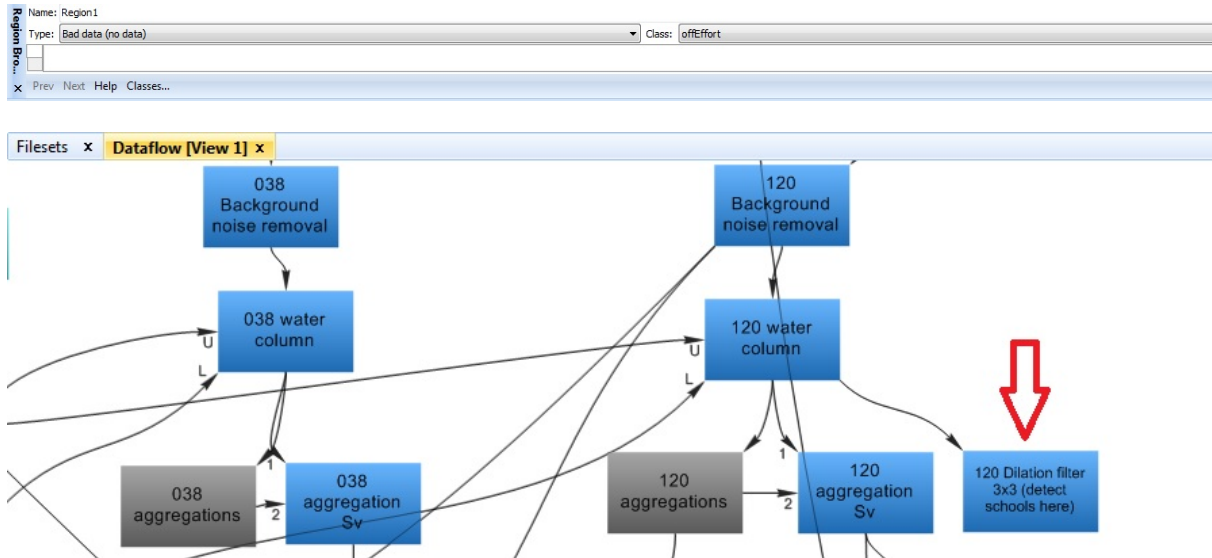 Region Bro...
Name: Region1
Type: Bad data (no data) Class: offEffort
x Prev Next Help Classes...
Filesets x Dataflow [View 1] x
038
Background
noise removal
120
Background
noise removal
038 water
column
U
L
120 water
column
U
L
038
aggregations
1
2
038
aggregation
Sv
120
aggregations
1
2
120
aggregation
Sv
120 Dilation filter
3x3 (detect
schools here)